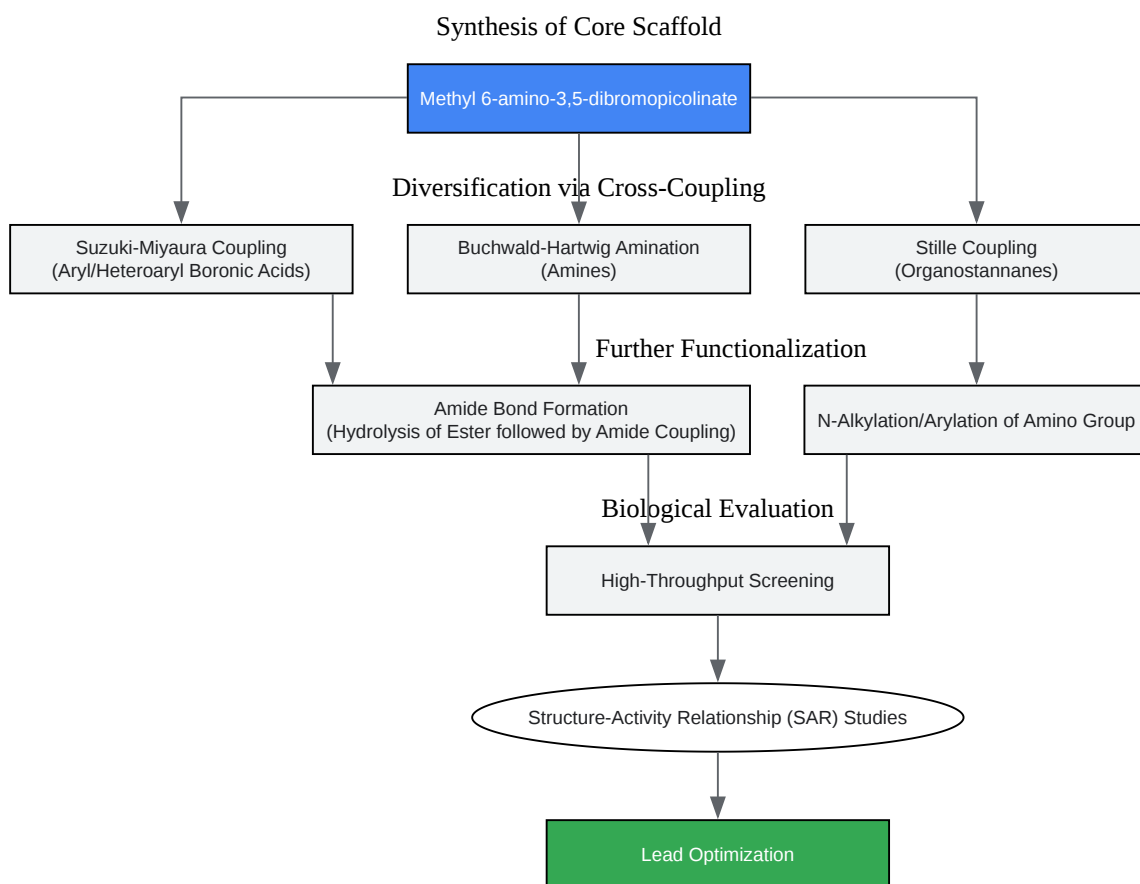 Synthesis of Core Scaffold
Methyl 6-amino-3,5-dibromopicolinate
Diversification via Cross-Coupling
Suzuki-Miyaura Coupling
(Aryl/Heteroaryl Boronic Acids)
Buchwald-Hartwig Amination
(Amines)
Stille Coupling
(Organostannanes)
Further Functionalization
Amide Bond Formation
(Hydrolysis of Ester followed by Amide Coupling)
N-Alkylation/Arylation of Amino Group
Biological Evaluation
High-Throughput Screening
Structure-Activity Relationship (SAR) Studies
Lead Optimization